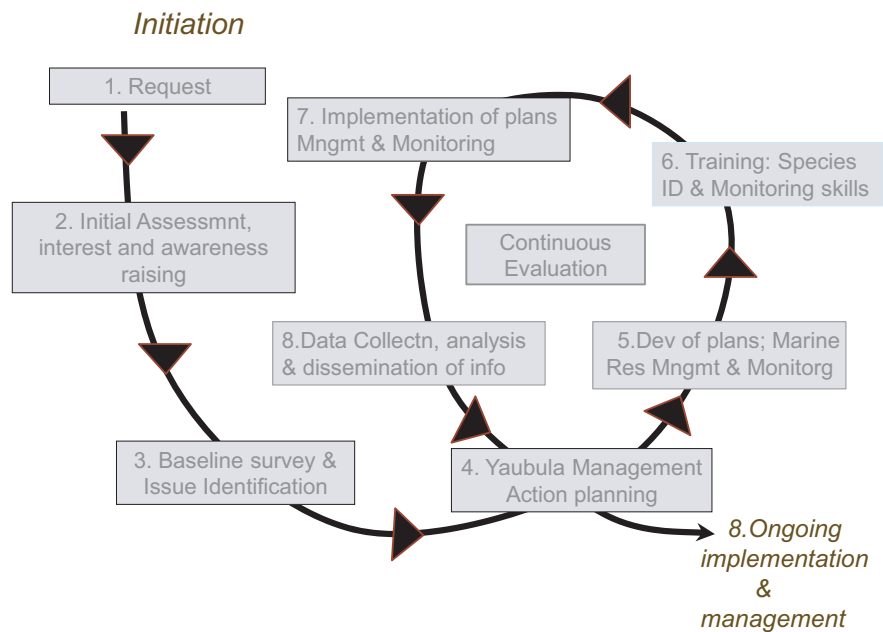 Initiation
1. Request
2. Initial Assessmnt,
interest and awareness
raising
3. Baseline survey &
Issue Identification
4. Yaubula Management
Action planning
5.Dev of plans; Marine
Res Mngmt & Monitorg
6. Training: Species
ID & Monitoring skills
7. Implementation of plans
Mngmt & Monitoring
8.Data Collectn, analysis
& dissemination of info
Continuous
Evaluation
8.Ongoing
implementation
&
management